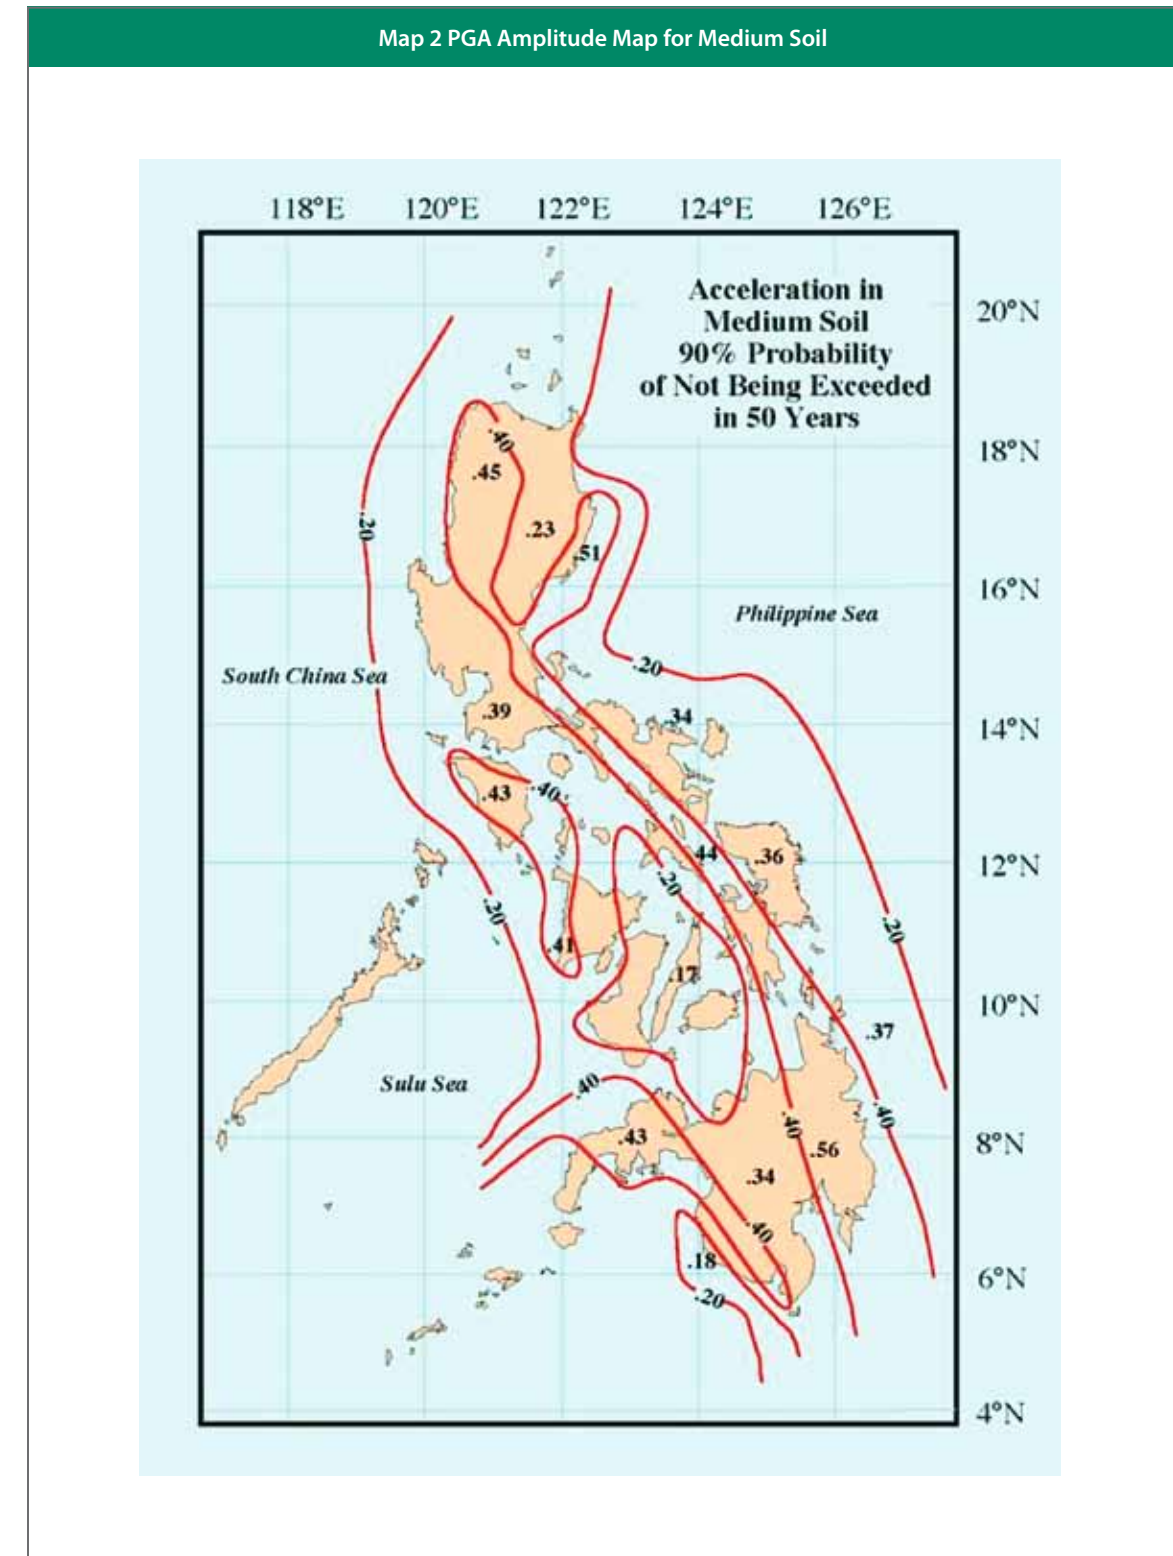 Map 2 PGA Amplitude Map for Medium Soil
118°E 120°E 122°E 124°E 126°E
Acceleration in
Medium Soil
90% Probability
of Not Being Exceeded
in 50 Years
20°N
18°N
.40
.45
.20
.23
.51
16°N
Philippine Sea
.20
South China Sea
.39
.34
14°N
.43
.40
.44
.36
12°N
.20
.20
.20
.41
.17
10°N
.37
Sulu Sea
.40
.40
.40
.43
8°N
.56
.34
.40
.18
6°N
.20
4°N